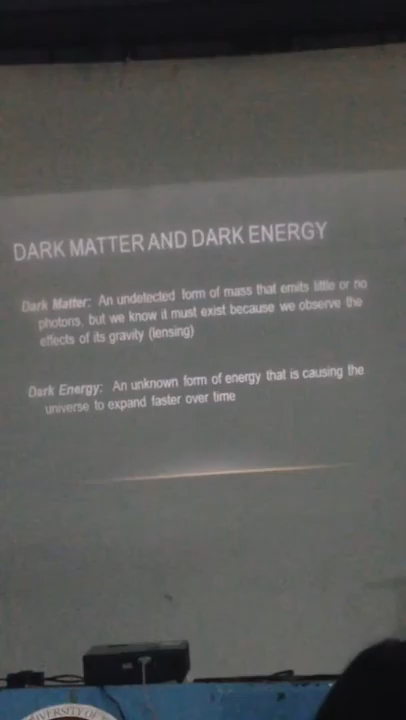 DARK MATTER AND DARK ENERGY
Dark Matter: An undetected form of mass that emits little or no
photons, but we know it must exist because we observe the
effects of its gravity (lensing)
Dark Energy: An unknown form of energy that is causing the
universe to expand faster over time